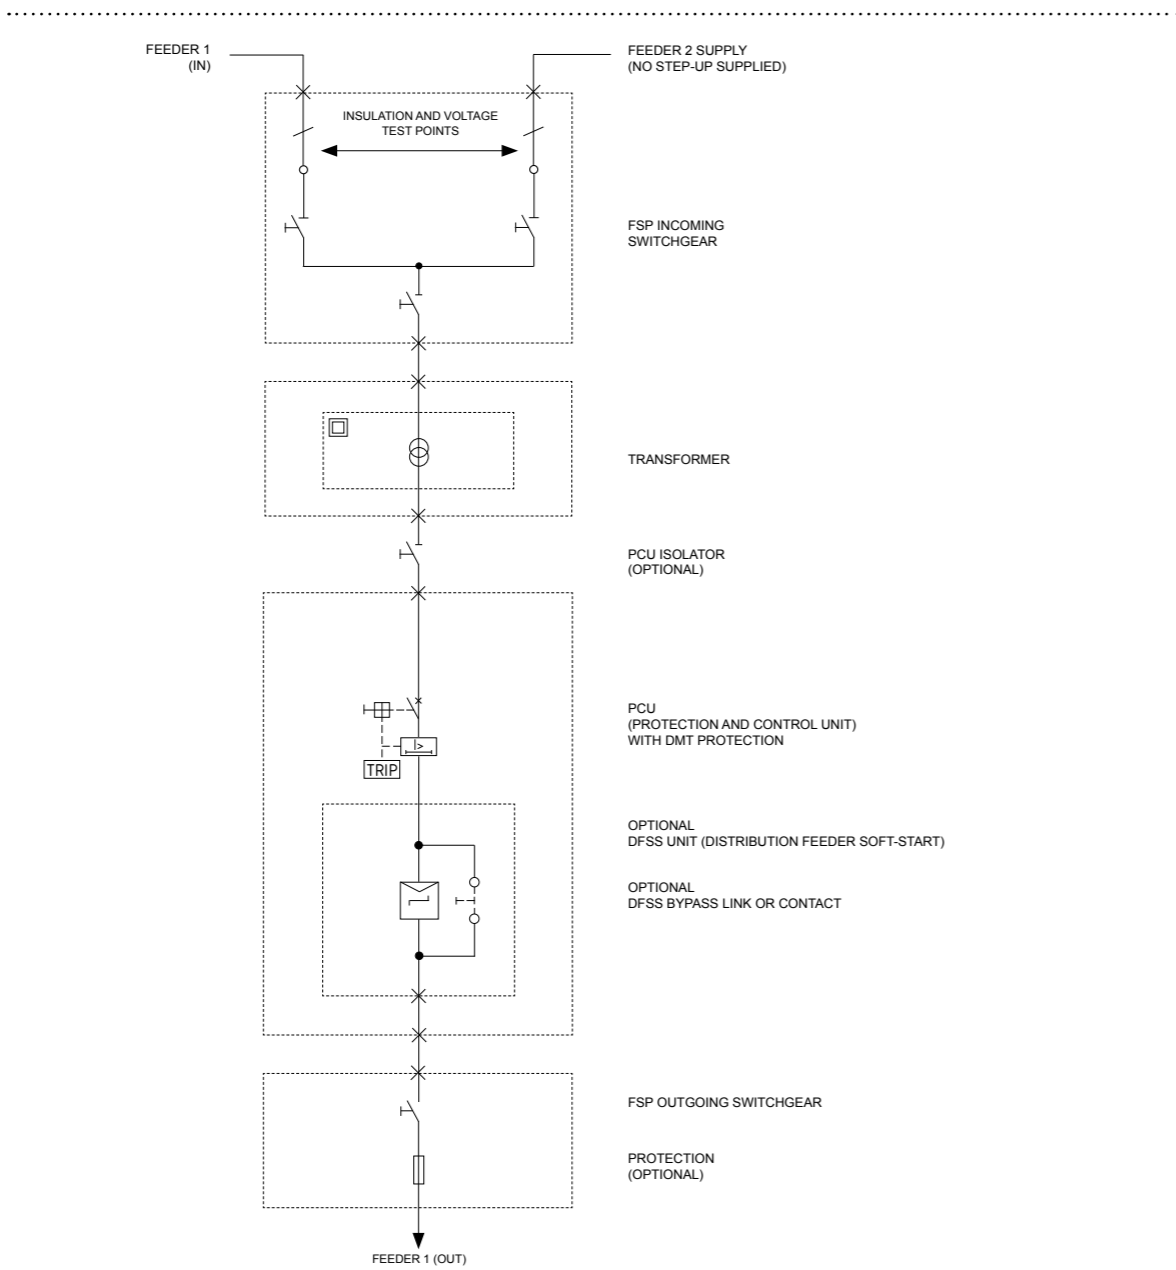 FEEDER 1
(IN)
FEEDER 2 SUPPLY
(NO STEP-UP SUPPLIED)
INSULATION AND VOLTAGE
TEST POINTS
FSP INCOMING
SWITCHGEAR
TRANSFORMER
PCU ISOLATOR
(OPTIONAL)
PCU
(PROTECTION AND CONTROL UNIT)
WITH DMT PROTECTION
I>
TRIP
OPTIONAL
DFSS UNIT (DISTRIBUTION FEEDER SOFT-START)
OPTIONAL
DFSS BYPASS LINK OR CONTACT
FSP OUTGOING SWITCHGEAR
PROTECTION
(OPTIONAL)
FEEDER 1 (OUT)